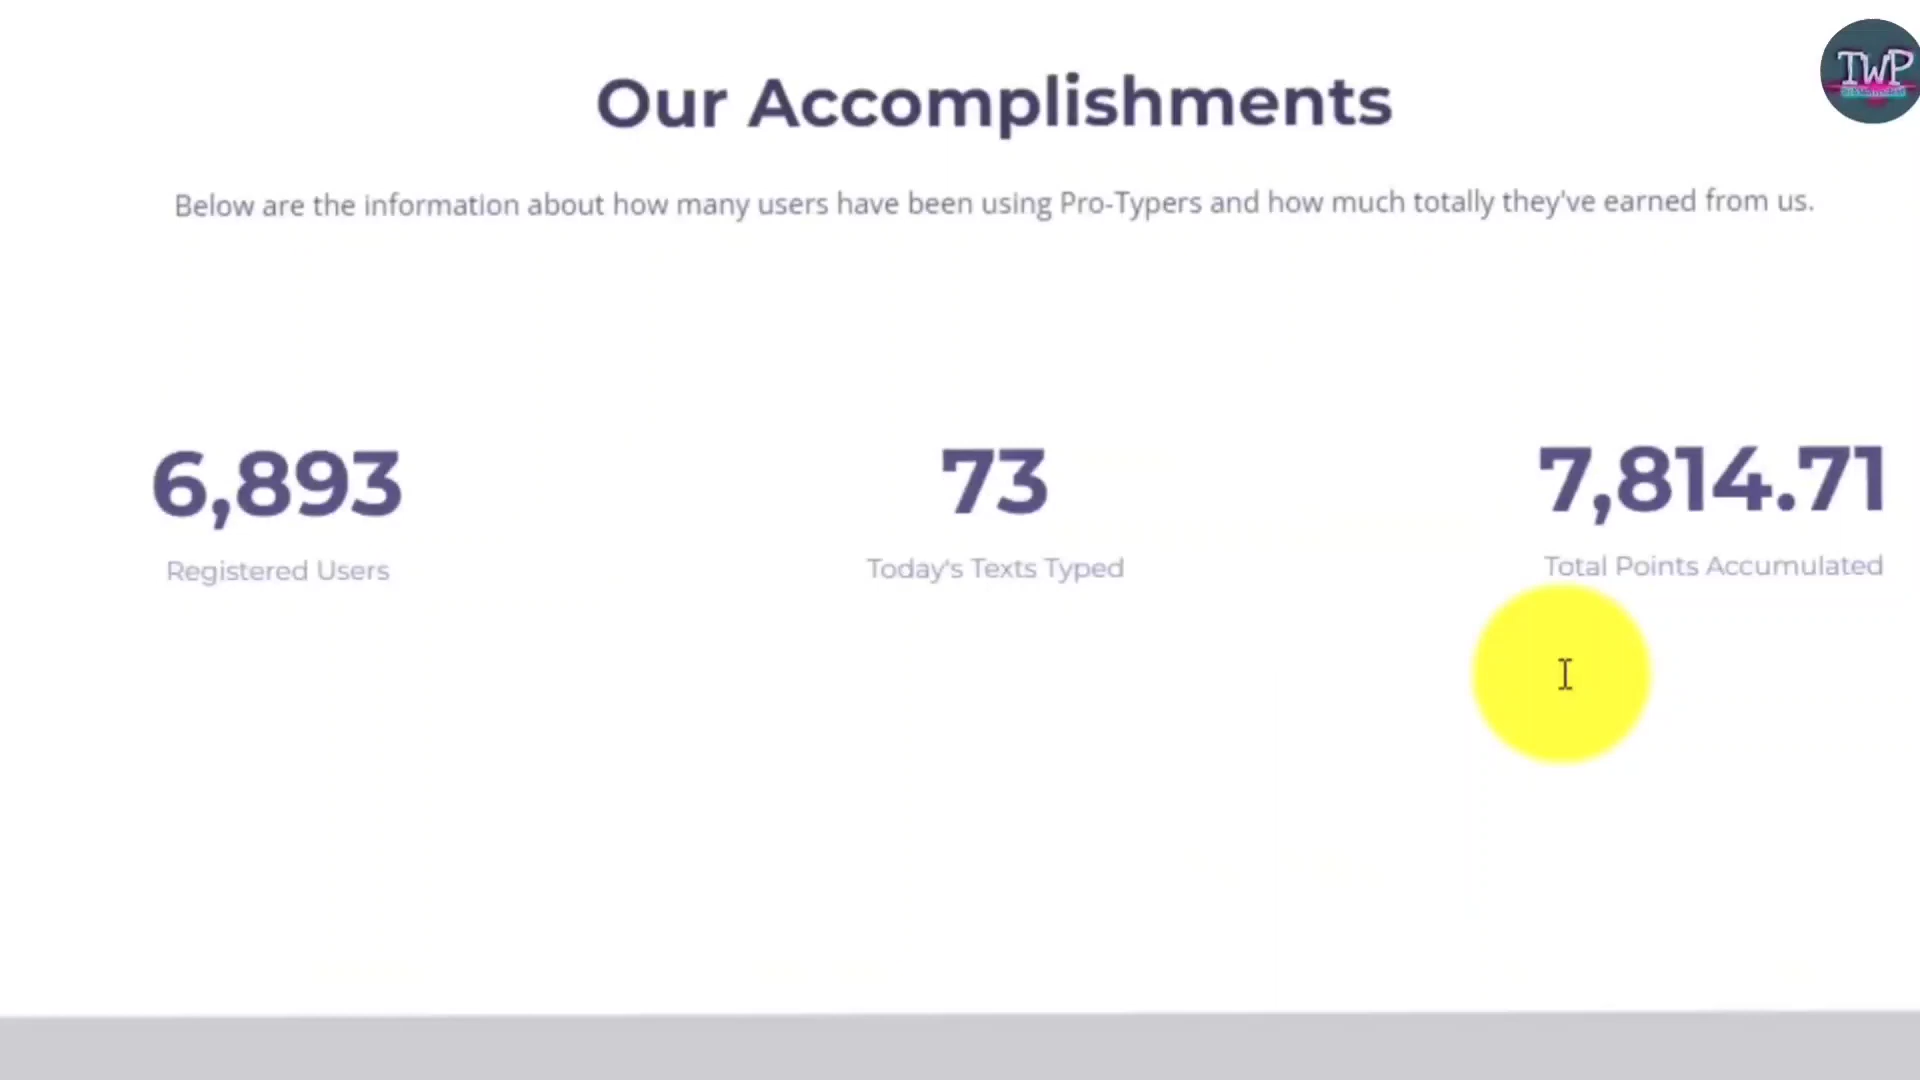 Our Accomplishments
TWP
Below are the information about how many users have been using Pro-Typers and how much totally they've earned from us.
6,893
73
7,814.71
Registered Users
Today's Texts Typed
Total Points Accumulated